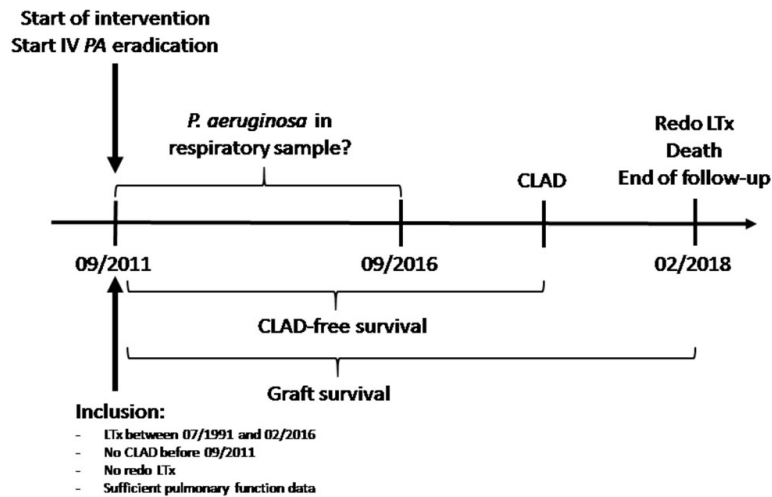 Start of intervention
Start IV PA eradication
P. aeruginosa in
respiratory sample?
Redo LTx
Death
End of follow-up
CLAD
09/2011
09/2016
02/2018
CLAD-free survival
Graft survival
Inclusion:
- LTx between 07/1991 and 02/2016
- No CLAD before 09/2011
- No redo LTx
- Sufficient pulmonary function data